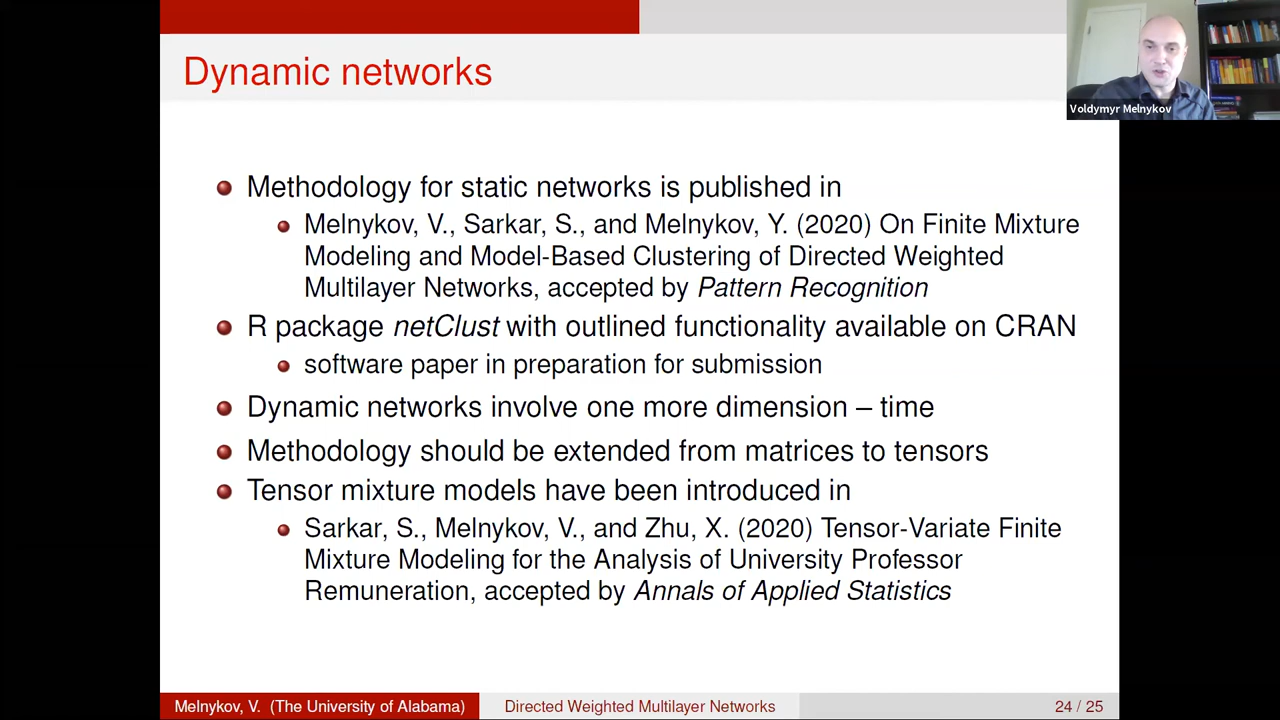 Dynamic networks
Voldymyr Melnykov
Methodology for static networks is published in
Melnykov, V., Sarkar, S., and Melnykov, Y. (2020) On Finite Mixture
Modeling and Model-Based Clustering of Directed Weighted
Multilayer Networks, accepted by Pattern Recognition
R package netClust with outlined functionality available on CRAN
software paper in preparation for submission
Dynamic networks involve one more dimension – time
Methodology should be extended from matrices to tensors
Tensor mixture models have been introduced in
Sarkar, S., Melnykov, V., and Zhu, X. (2020) Tensor-Variate Finite
Mixture Modeling for the Analysis of University Professor
Remuneration, accepted by Annals of Applied Statistics
Melnykov, V. (The University of Alabama)
Directed Weighted Multilayer Networks
24 / 25